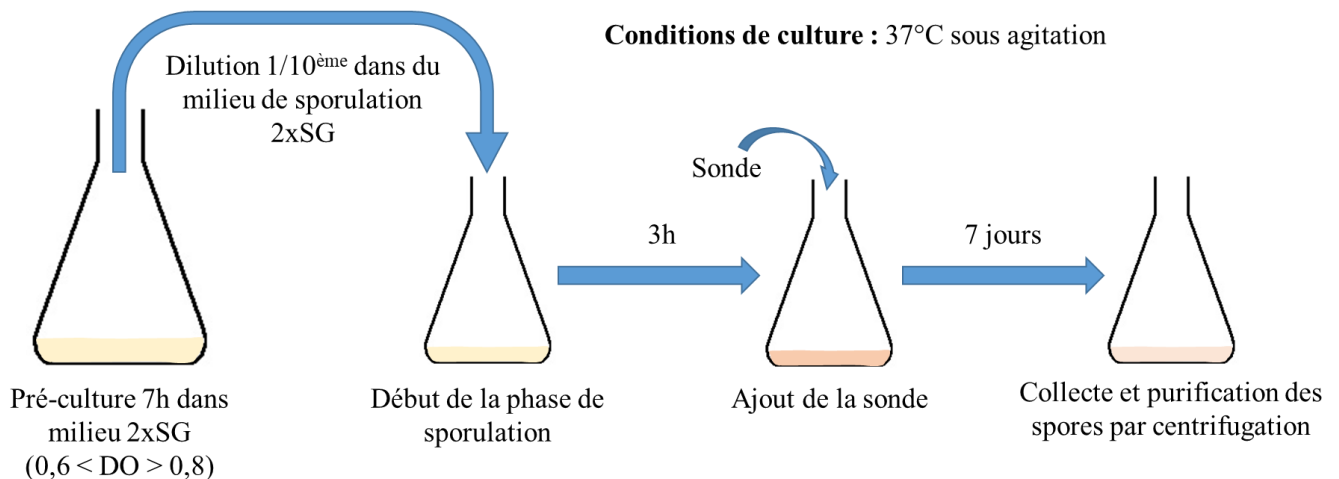 Conditions de culture : 37°C sous agitation
Dilution 1/10ème dans du
milieu de sporulation
2xSG
Sonde
3h
7 jours
Pré-culture 7h dans
milieu 2xSG
(0,6 < DO > 0,8)
Début de la phase de
sporulation
Ajout de la sonde
Collecte et purification des
spores par centrifugation